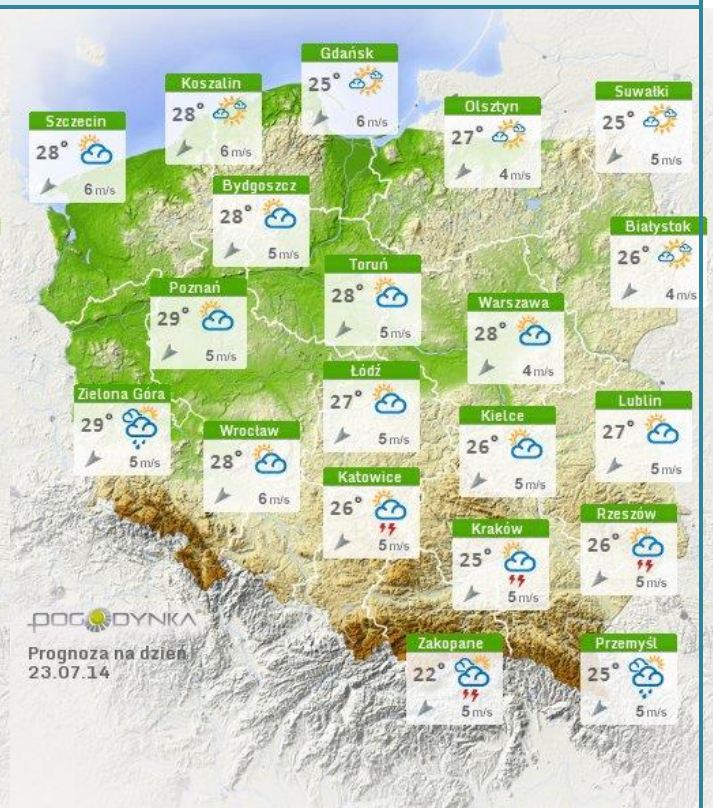 Gdańsk
25°
6 m/s
Koszalin
28°
6 m/s
Suwałki
25°
5 m/s
Olsztyn
27°
4 m/s
Szczecin
28°
6 m/s
Bydgoszcz
28°
5 m/s
Białystok
26°
4 m/s
Toruń
28°
5 m/s
Poznań
29°
5 m/s
Warszawa
28°
4 m/s
Łódź
27°
5 m/s
Zielona Góra
29°
5 m/s
Lublin
27°
5 m/s
Kielce
26°
5 m/s
Wrocław
28°
6 m/s
Katowice
26°
5 m/s
Rzeszów
26°
5 m/s
Kraków
25°
5 m/s
POGODYNKA
Prognoza na dzień
23.07.14
Zakopane
22°
5 m/s
Przemyśl
25°
5 m/s